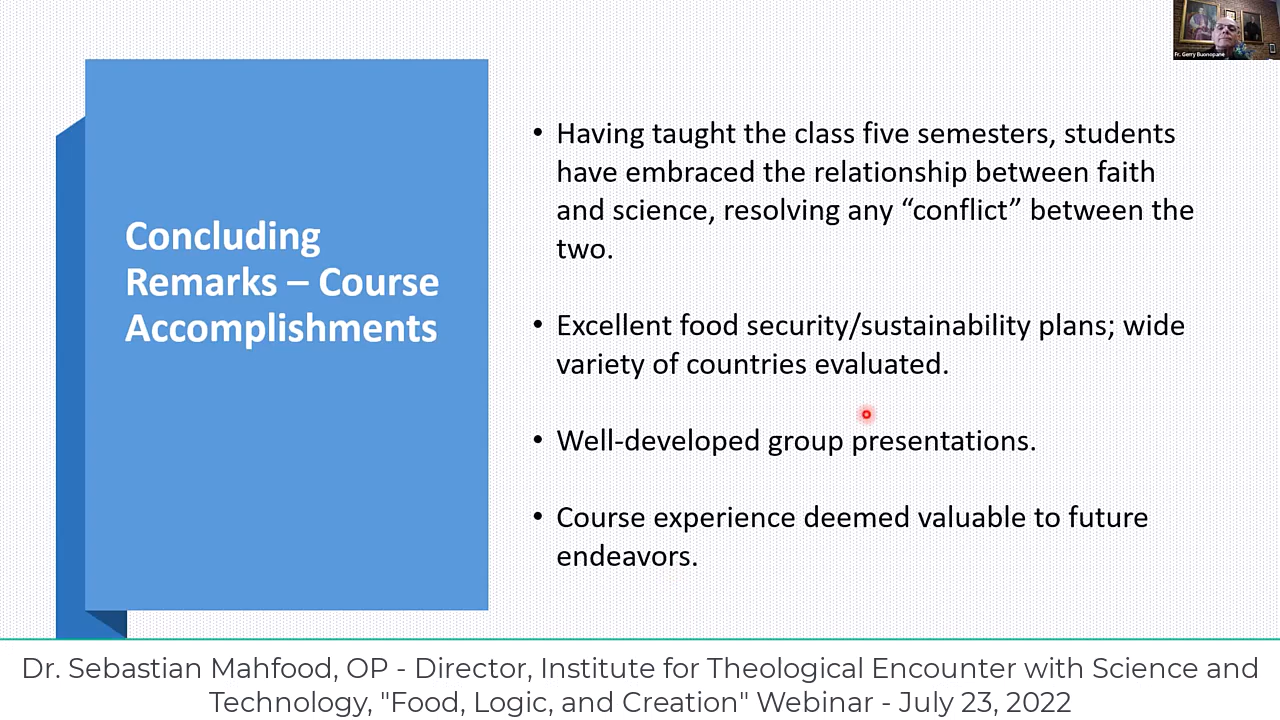 Fr. Gerry Buonopane
Concluding
Remarks – Course
Accomplishments
• Having taught the class five semesters, students
have embraced the relationship between faith
and science, resolving any “conflict” between the
two.
• Excellent food security/sustainability plans; wide
variety of countries evaluated.
• Well-developed group presentations.
• Course experience deemed valuable to future
endeavors.
Dr. Sebastian Mahfood, OP - Director, Institute for Theological Encounter with Science and
Technology, "Food, Logic, and Creation" Webinar - July 23, 2022